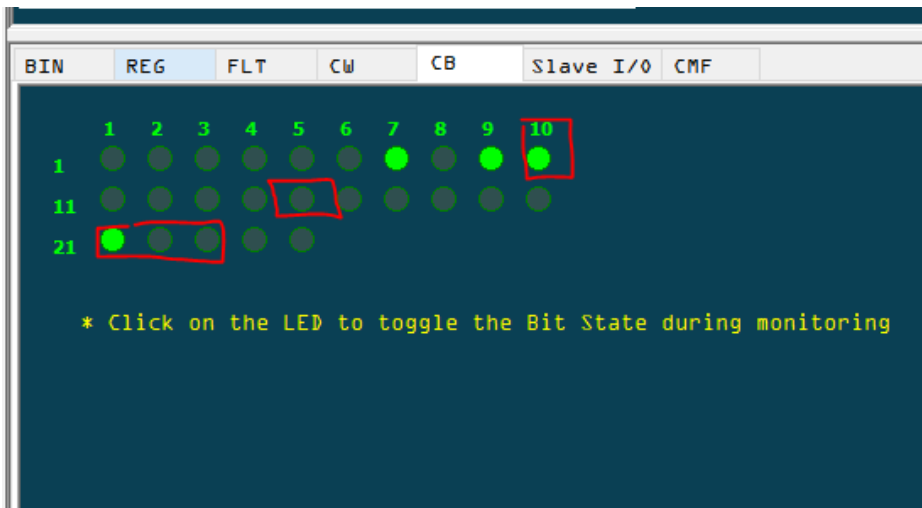 BIN REG FLT CW CB Slave I/O CMF
1 2 3 4 5 6 7 8 9 10
1
11
21
* Click on the LED to toggle the Bit State during monitoring